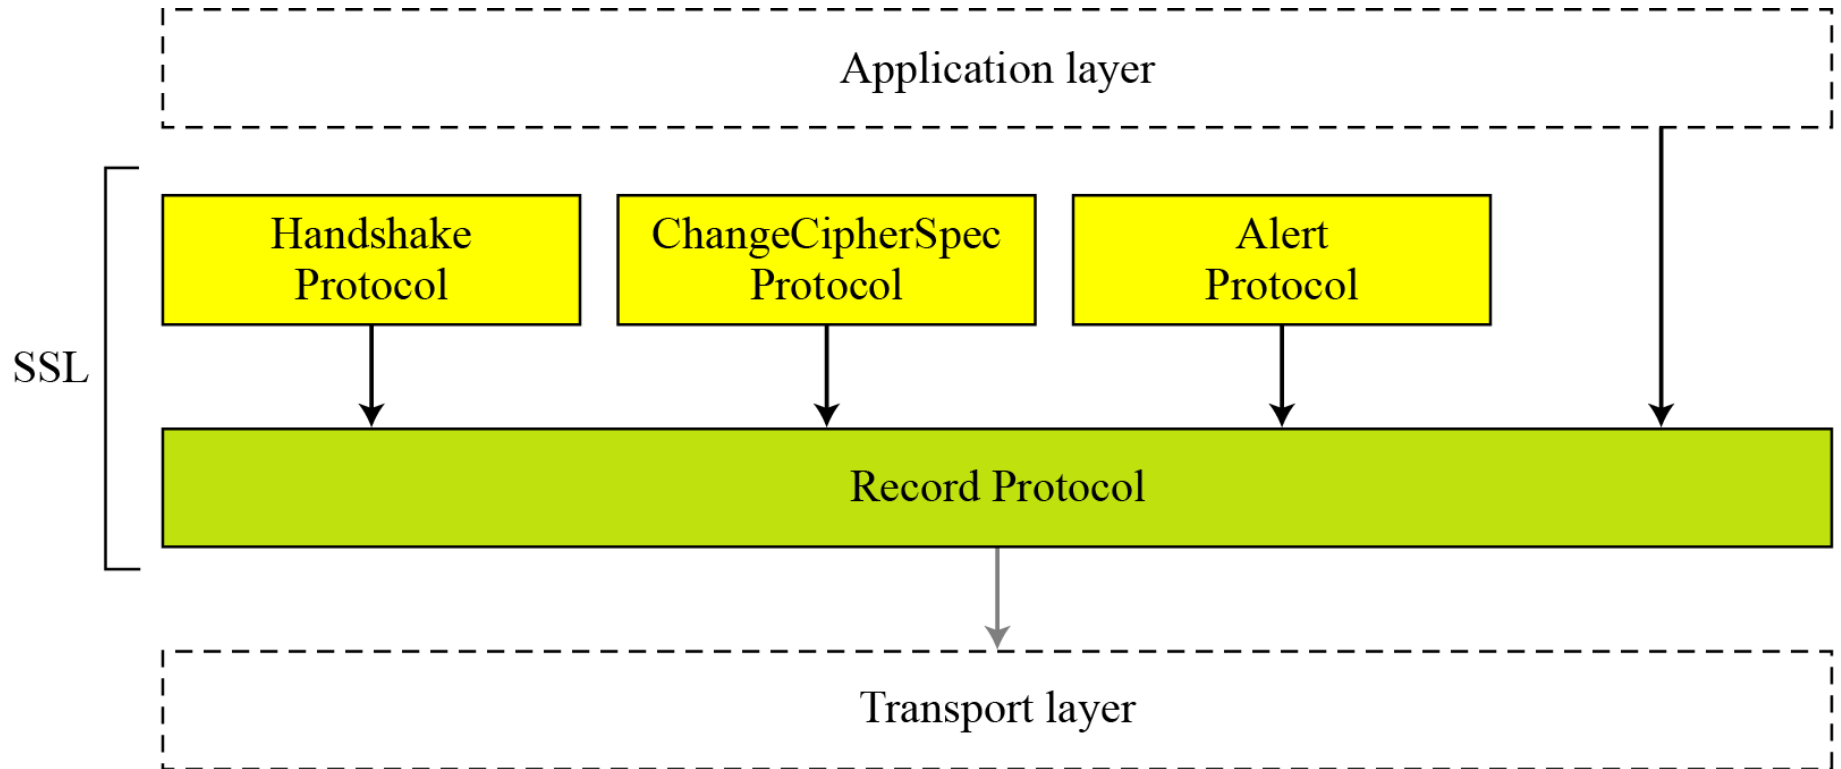 Application layer
Handshake
Protocol
ChangeCipherSpec
Protocol
Alert
Protocol
SSL
Record Protocol
Transport layer